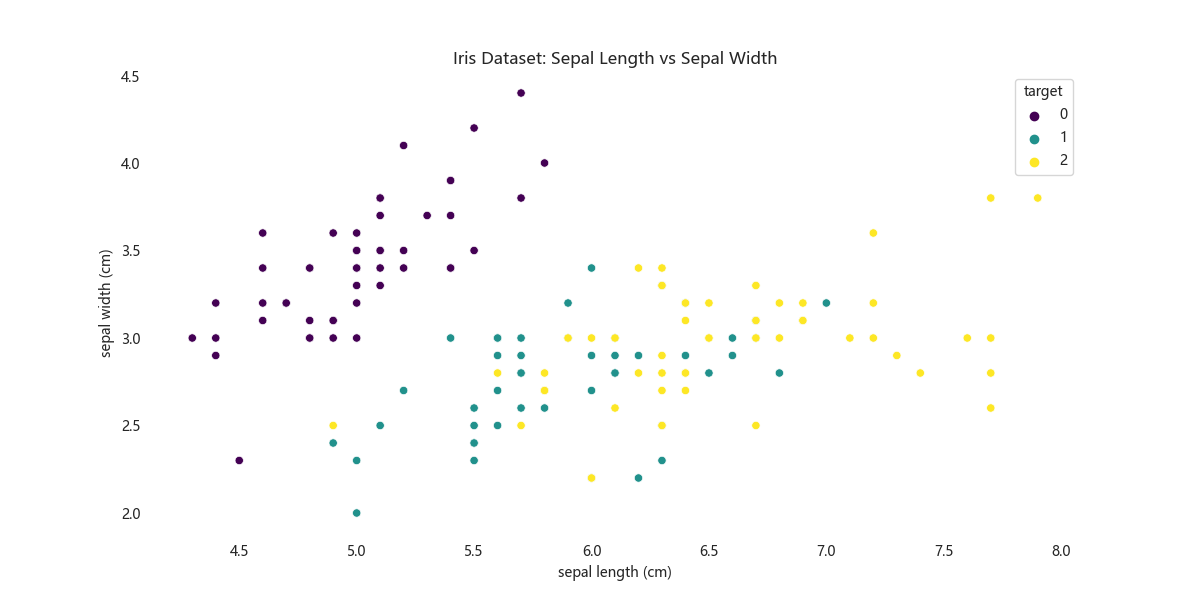 Iris Dataset: Sepal Length vs Sepal Width
target
0
1
2
sepal width (cm)
4.5
4.0
3.5
3.0
2.5
2.0
4.5 5.0 5.5 6.0 6.5 7.0 7.5 8.0
sepal length (cm)